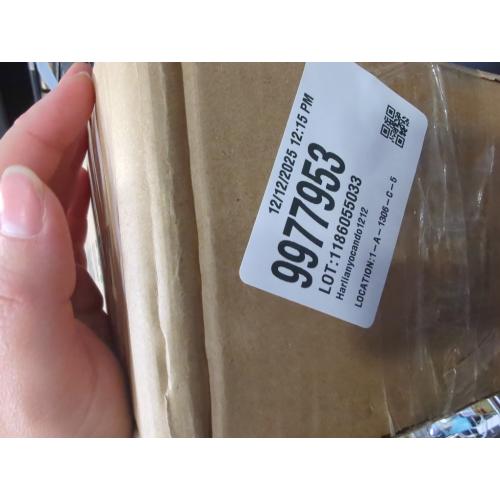 12/12/2025 12:15 PM
9977953
LOT:1186055033
Harlianyocando1212
LOCATION:1-A-1306-C-5